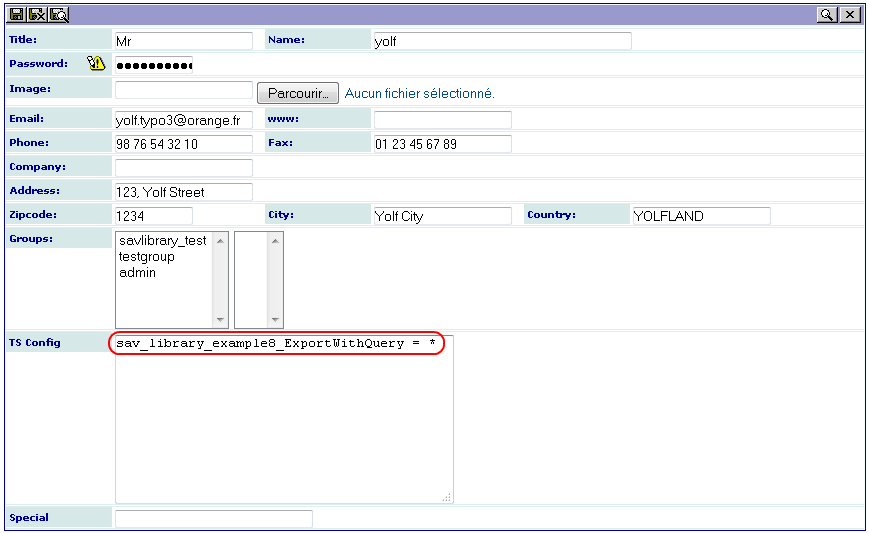 Title: Mr Name: yolf
Password: ●●●●●●●●●●
Image: Parcourir... Aucun fichier sélectionné.
Email: yolf.typo3@orange.fr www:
Phone: 98 76 54 32 10 Fax: 01 23 45 67 89
Company:
Address: 123, Yolf Street
Zipcode: 1234 City: Yolf City Country: YOLFLAND
Groups: savlibrary_test
testgroup
admin
TS Config sav_library_example8_ExportWithQuery = *
Special